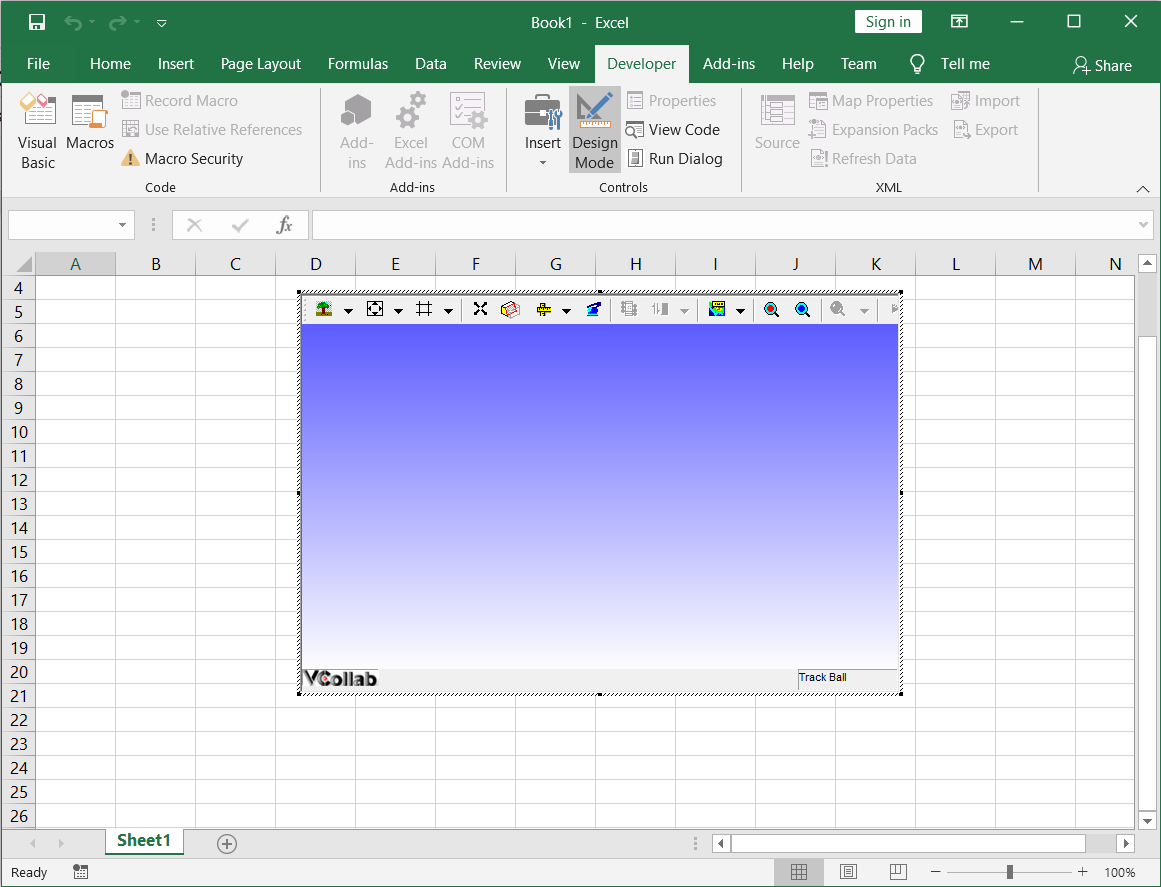 Book1 - Excel
Sign in
File Home Insert Page Layout Formulas Data Review View Developer Add-ins Help Team Tell me Share
Visual Basic
Macros
Record Macro
Use Relative References
Macro Security
Code
Add-ins
Excel Add-ins
COM Add-ins
Add-ins
Insert
Design Mode
Properties
View Code
Run Dialog
Controls
Source
Map Properties
Expansion Packs
Refresh Data
Import
Export
XML
fx
A B C D E F G H I J K L M N
4
5
6
7
8
9
10
11
12
13
14
15
16
17
18
19
20
21
22
23
24
25
26
VCollab
Track Ball
Sheet1
Ready
100%